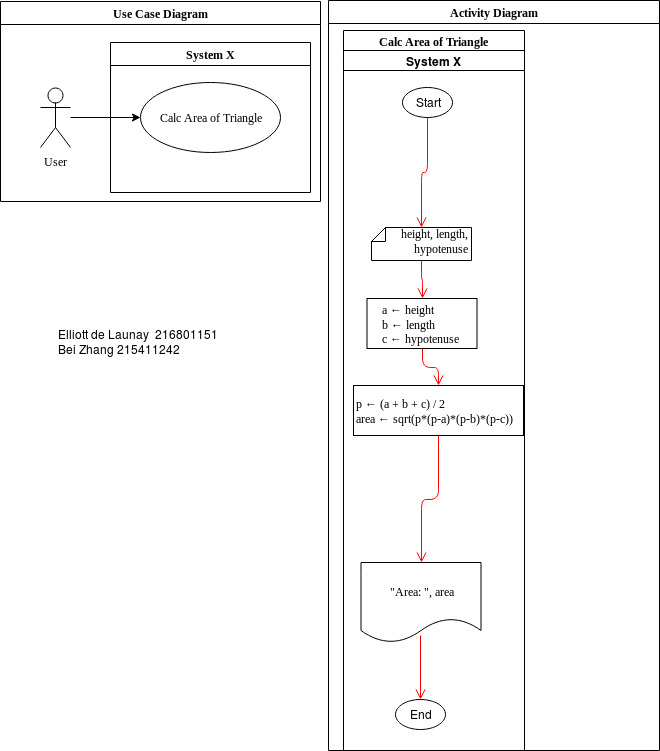 Use Case Diagram
System X
Calc Area of Triangle
User
Elliott de Launay  216801151
Bei Zhang 215411242
Activity Diagram
Calc Area of Triangle
System X
Start
height, length,
hypotenuse
a ← height
b ← length
c ← hypotenuse
p ← (a + b + c) / 2
area ← sqrt(p*(p-a)*(p-b)*(p-c))
"Area: ", area
End